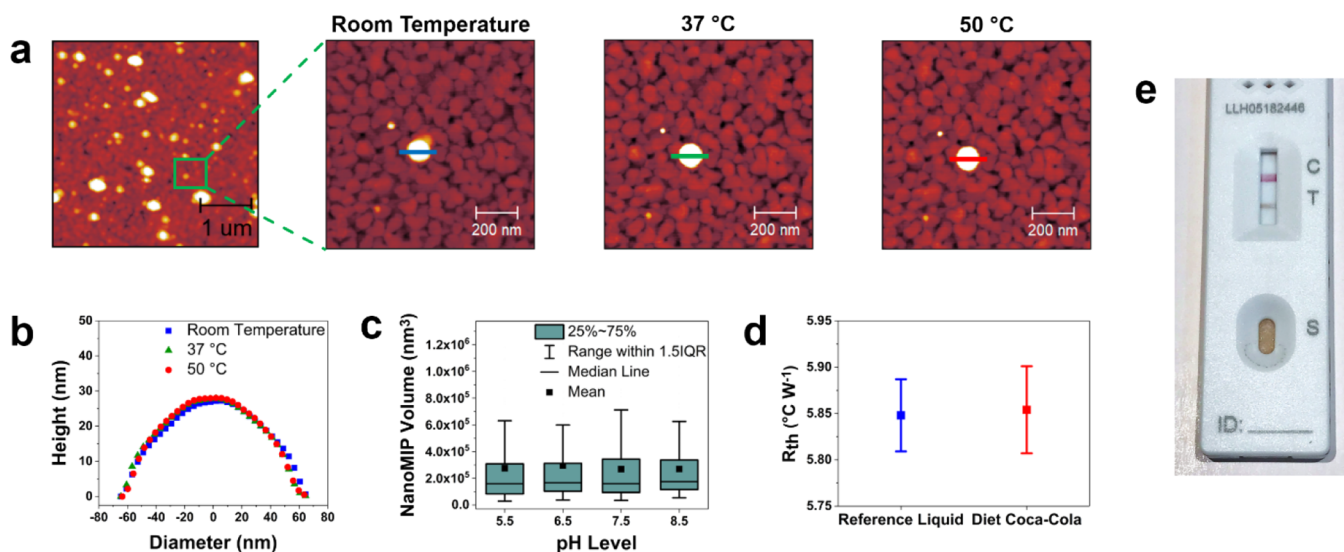 a
Room Temperature
37 °C
50 °C
1 um
200 nm
200 nm
200 nm
b
50
40
30
20
10
0
Height (nm)
Room Temperature
37 °C
50 °C
-80 -60 -40 -20 0 20 40 60 80
Diameter (nm)
c
NanoMIP Volume (nm³)
1.2x10⁶
1.0x10⁶
8.0x10⁵
6.0x10⁵
4.0x10⁵
2.0x10⁵
0.0
25%~75%
Range within 1.5IQR
Median Line
Mean
5.5 6.5 7.5 8.5
pH Level
d
Rth (°C W⁻¹)
5.95
5.90
5.85
5.80
5.75
Reference Liquid Diet Coca-Cola
e
LLH05182446
C
T
S
ID: